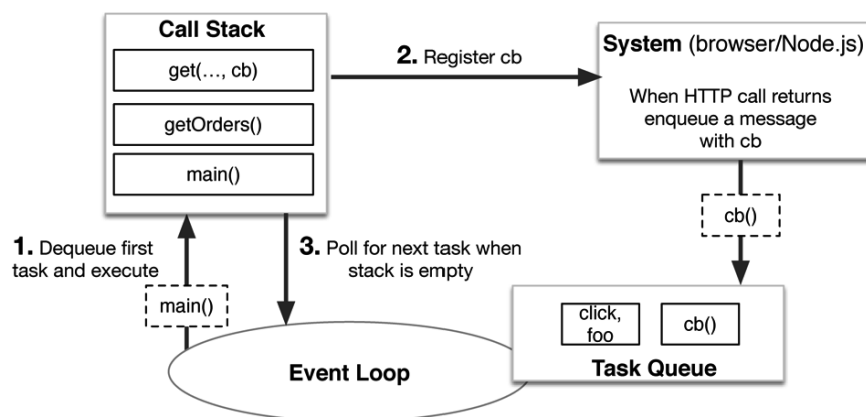 Call Stack
get(…, cb)
getOrders()
main()
2. Register cb
System (browser/Node.js)
When HTTP call returns
enqueue a message
with cb
cb()
1. Dequeue first
task and execute
main()
3. Poll for next task when
stack is empty
click,
foo
cb()
Task Queue
Event Loop